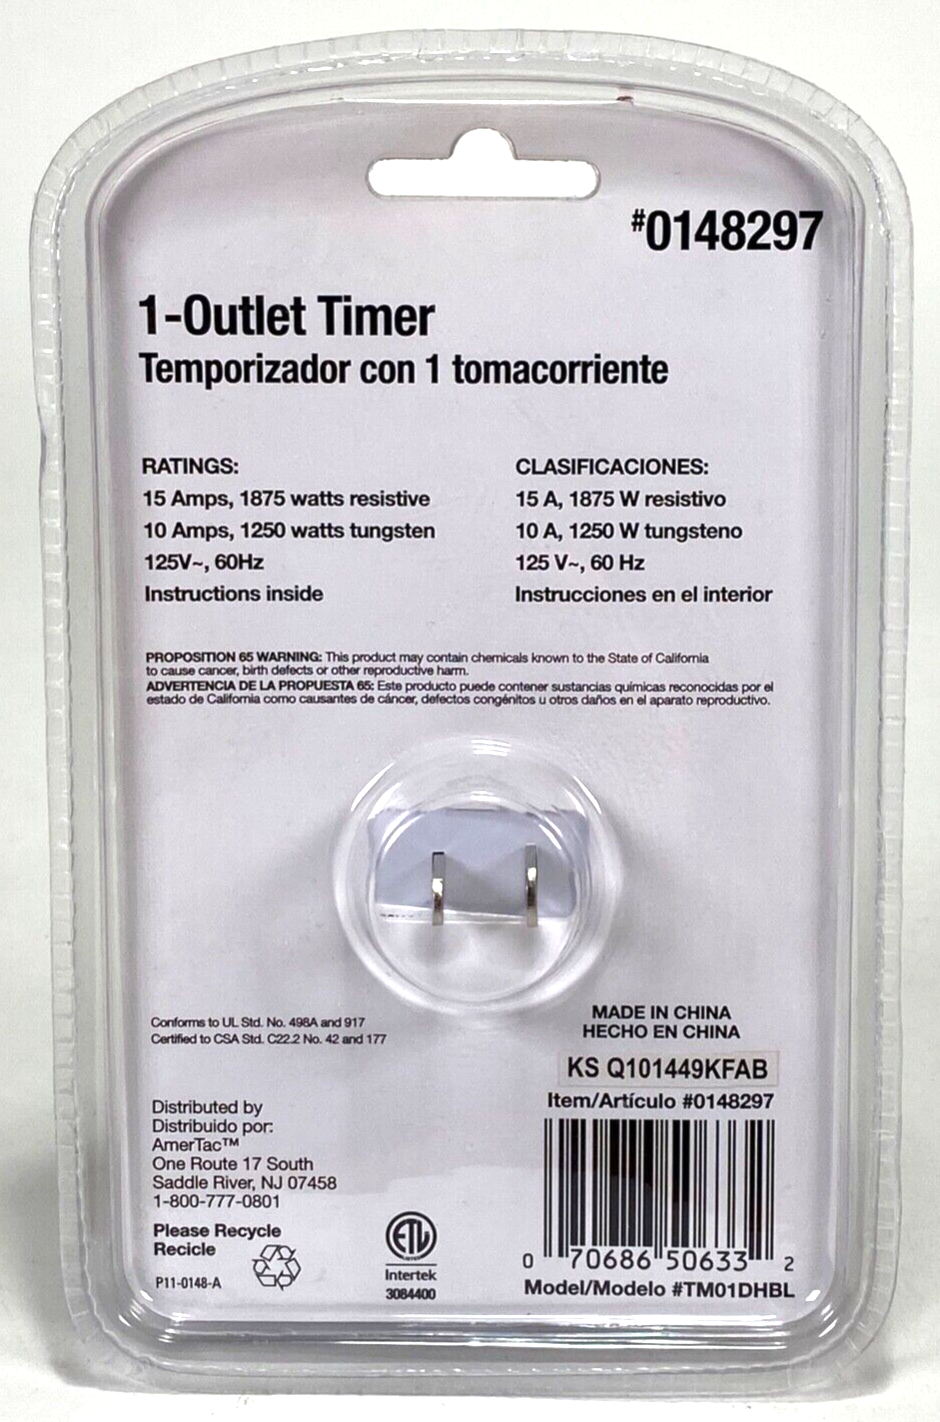 #0148297
1-Outlet Timer
Temporizador con 1 tomacorriente
RATINGS:
15 Amps, 1875 watts resistive
10 Amps, 1250 watts tungsten
125V~, 60Hz
Instructions inside
CLASIFICACIONES:
15 A, 1875 W resistivo
10 A, 1250 W tungsteno
125 V~, 60 Hz
Instrucciones en el interior
PROPOSITION 65 WARNING: This product may contain chemicals known to the State of California
to cause cancer, birth defects or other reproductive harm.
ADVERTENCIA DE LA PROPUESTA 65: Este producto puede contener sustancias químicas reconocidas por el
estado de California como causantes de cáncer, defectos congénitos u otros daños en el aparato reproductivo.
Conforms to UL Std. No. 498A and 917
Certified to CSA Std. C22.2 No. 42 and 177
Distributed by
Distribuido por:
AmerTac™
One Route 17 South
Saddle River, NJ 07458
1-800-777-0801
Please Recycle
Recicle
P11-0148-A
ETL
Intertek
3084400
MADE IN CHINA
HECHO EN CHINA
KS Q101449KFAB
Item/Artículo #0148297
0 70686 50633 2
Model/Modelo #TM01DHBL